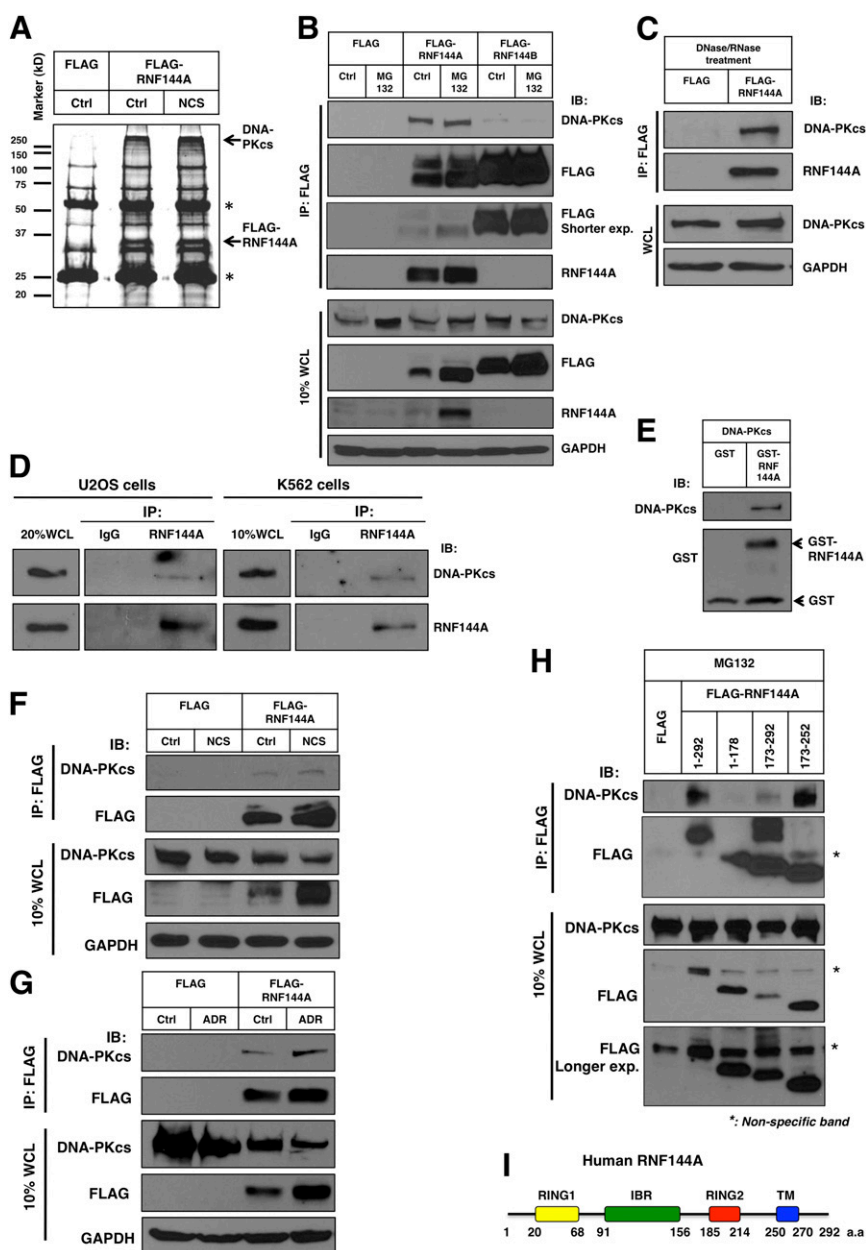 A
Marker (kD)
FLAG
FLAG-
RNF144A
Ctrl
Ctrl
NCS
250
150
100
75
50
37
25
20
DNA-
PKcs
*
FLAG-
RNF144A
*
B
FLAG
FLAG-
RNF144A
FLAG-
RNF144B
Ctrl
MG
132
Ctrl
MG
132
Ctrl
MG
132
IB:
IP: FLAG
DNA-PKcs
FLAG
FLAG
Shorter exp.
RNF144A
10% WCL
DNA-PKcs
FLAG
RNF144A
GAPDH
C
DNase/RNase
treatment
FLAG
FLAG-
RNF144A
IB:
IP: FLAG
DNA-PKcs
RNF144A
WCL
DNA-PKcs
GAPDH
D
U2OS cells
K562 cells
IP:
IP:
20%WCL
IgG
RNF144A
10%WCL
IgG
RNF144A
IB:
DNA-PKcs
RNF144A
E
DNA-PKcs
GST
GST-
RNF
144A
IB:
DNA-PKcs
GST
GST-
RNF144A
GST
F
FLAG
FLAG-
RNF144A
IB:
Ctrl
NCS
Ctrl
NCS
IP: FLAG
DNA-PKcs
FLAG
10% WCL
DNA-PKcs
FLAG
GAPDH
G
FLAG
FLAG-
RNF144A
IB:
Ctrl
ADR
Ctrl
ADR
IP: FLAG
DNA-PKcs
FLAG
10% WCL
DNA-PKcs
FLAG
GAPDH
H
MG132
FLAG
FLAG-RNF144A
1-292
1-178
173-292
173-252
IB:
IP: FLAG
DNA-PKcs
FLAG
*
10% WCL
DNA-PKcs
*
FLAG
FLAG
Longer exp.
*
*: Non-specific band
I
Human RNF144A
RING1
IBR
RING2
TM
1
20
68
91
156
185
214
250
270
292
a.a